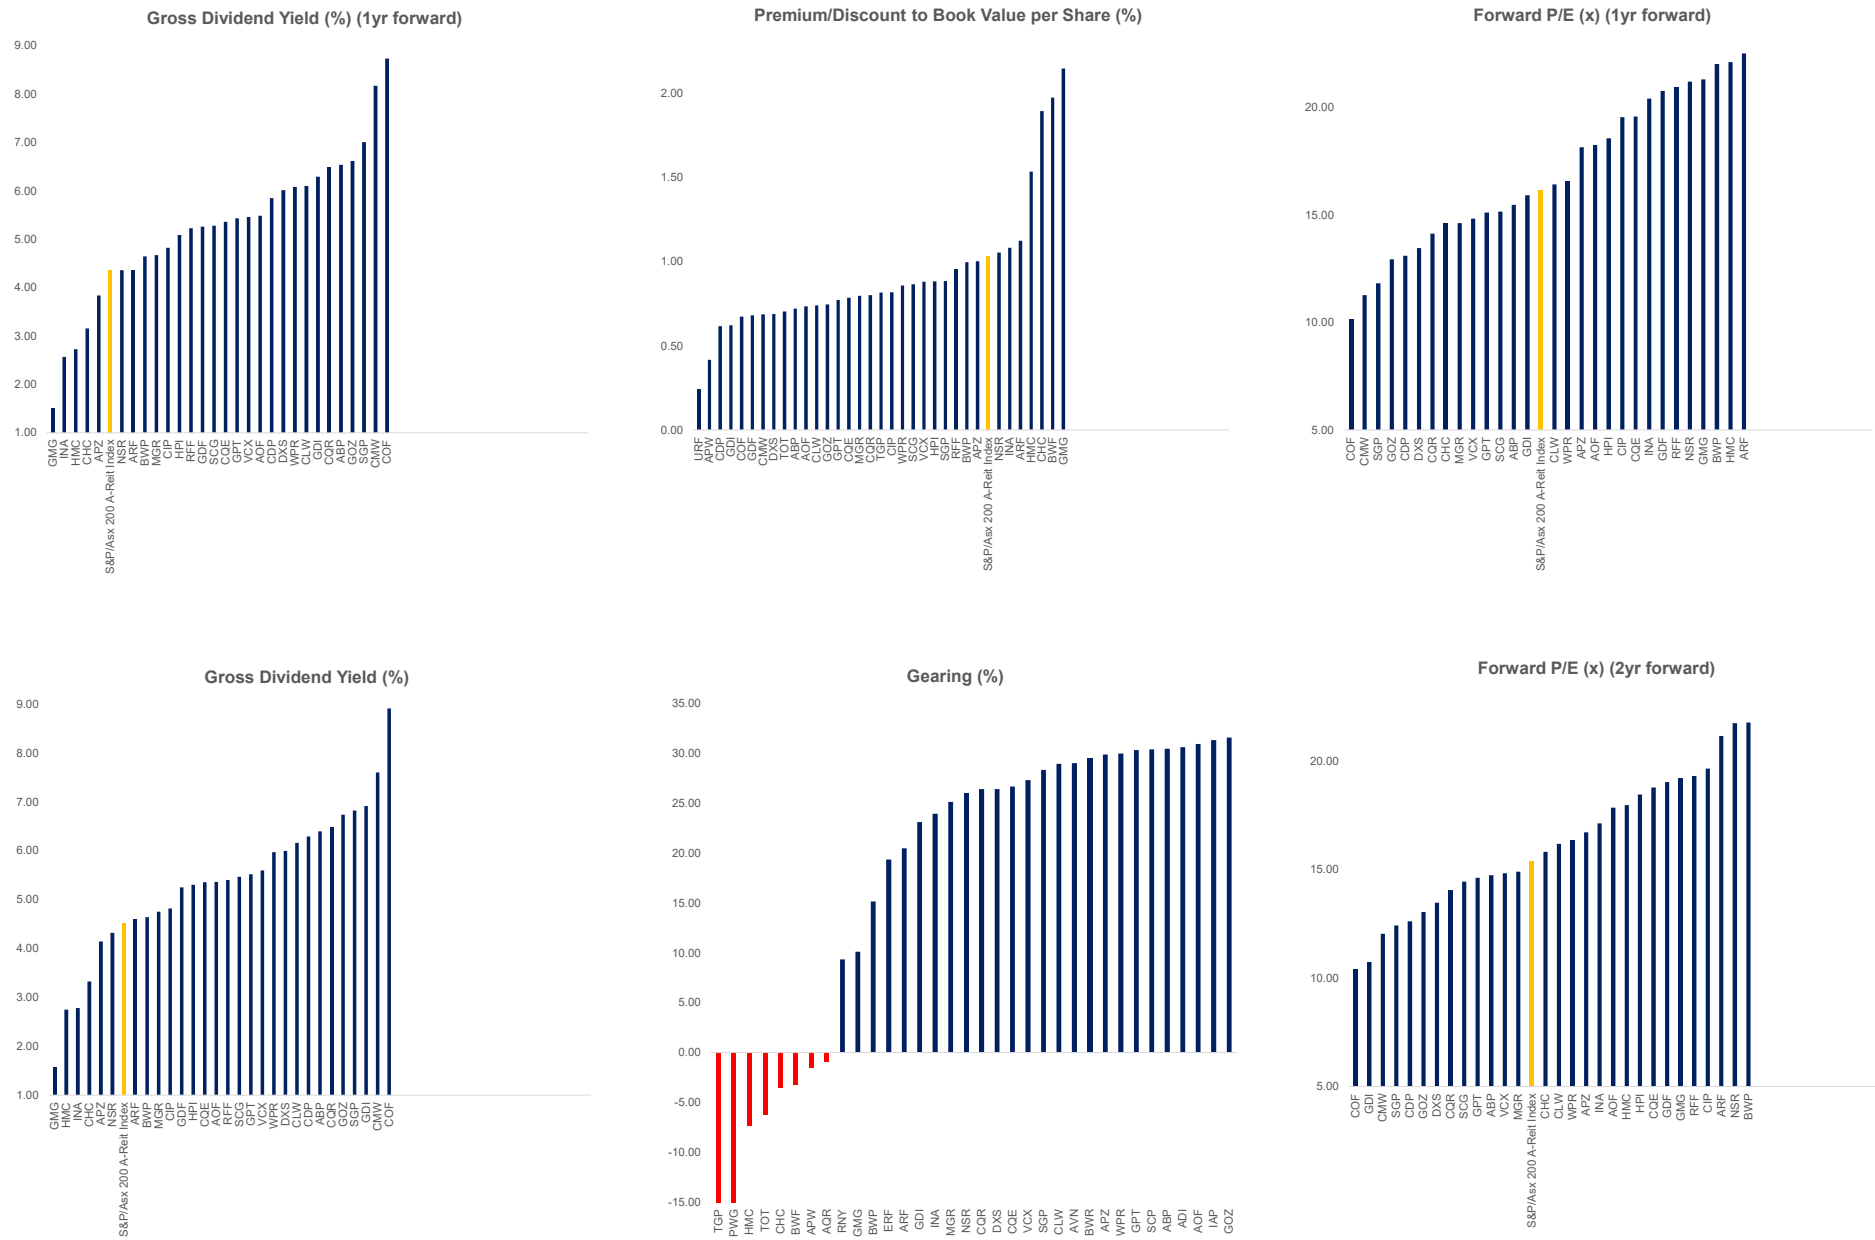 Gross Dividend Yield (%) (1yr forward)
9.00
8.00
7.00
6.00
5.00
4.00
3.00
2.00
1.00
GMG
INA
HMC
CHC
APZ
S&P/Asx 200 A-Reit Index
NSR
ARF
BWP
MGR
CIP
HPI
RFF
GDF
SCG
CQE
GPT
VCX
AOF
CDP
DXS
WPR
CLW
GDI
CQR
ABP
GOZ
SGP
CMW
COF
Premium/Discount to Book Value per Share (%)
2.00
1.50
1.00
0.50
0.00
URF
APW
CDP
GDI
COF
GDF
CMW
DXS
TOT
ABP
AOF
CLW
GOZ
GPT
CQE
MGR
CQR
TGP
CIP
WPR
SCG
VCX
HPI
SGP
RFF
BWP
APZ
S&P/Asx 200 A-Reit Index
NSR
INA
ARF
HMC
CHC
BWF
GMG
Forward P/E (x) (1yr forward)
20.00
15.00
10.00
5.00
COF
CMW
SGP
GOZ
CDP
DXS
CQR
CHC
MGR
VCX
GPT
SCG
ABP
GDI
S&P/Asx 200 A-Reit Index
CLW
WPR
APZ
AOF
HPI
CIP
CQE
INA
GDF
RFF
NSR
GMG
BWP
HMC
ARF
Gross Dividend Yield (%)
9.00
8.00
7.00
6.00
5.00
4.00
3.00
2.00
1.00
GMG
HMC
INA
CHC
APZ
NSR
S&P/Asx 200 A-Reit Index
ARF
BWP
MGR
CIP
GDF
HPI
CQE
AOF
RFF
SCG
GPT
VCX
WPR
DXS
CLW
CDP
ABP
CQR
GOZ
SGP
GDI
CMW
COF
Gearing (%)
35.00
30.00
25.00
20.00
15.00
10.00
5.00
0.00
-5.00
-10.00
-15.00
TGP
PWG
HMC
TOT
CHC
BWF
APW
AQR
RNY
GMG
BWP
ERF
ARF
GDI
INA
MGR
NSR
CQR
DXS
CQE
VCX
SGP
CLW
AVN
BWR
APZ
WPR
GPT
SCP
ABP
ADI
AOF
IAP
GOZ
Forward P/E (x) (2yr forward)
20.00
15.00
10.00
5.00
COF
GDI
CMW
SGP
CDP
GOZ
DXS
CQR
SCG
GPT
ABP
VCX
MGR
S&P/Asx 200 A-Reit Index
CHC
CLW
WPR
APZ
INA
AOF
HMC
HPI
CQE
GDF
GMG
RFF
CIP
ARF
NSR
BWP